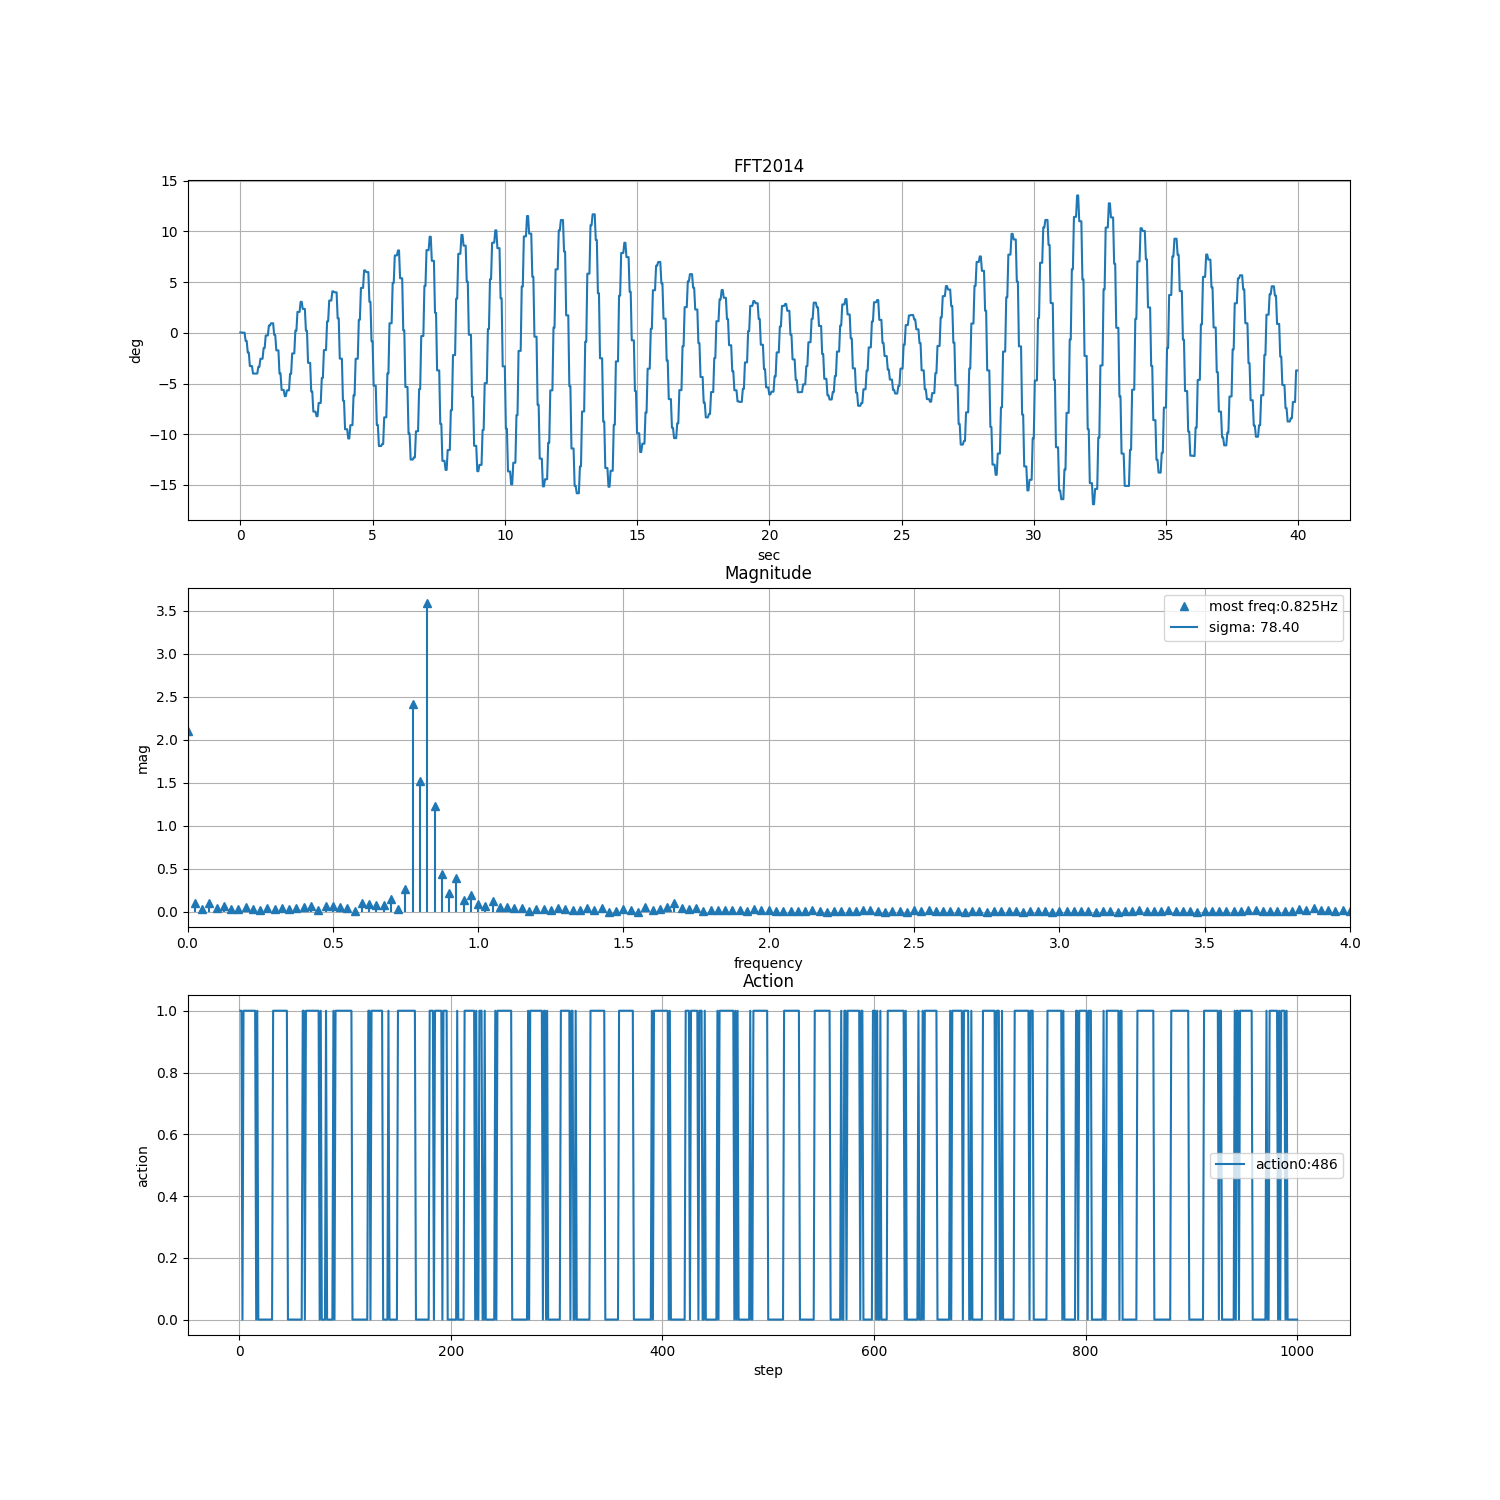 FFT2014
15
10
5
0
−5
−10
−15
deg
0 5 10 15 20 25 30 35 40
sec
Magnitude
3.5
3.0
2.5
2.0
1.5
1.0
0.5
0.0
mag
most freq:0.825Hz
sigma: 78.40
0.0 0.5 1.0 1.5 2.0 2.5 3.0 3.5 4.0
frequency
Action
1.0
0.8
0.6
0.4
0.2
0.0
action
action0:486
0 200 400 600 800 1000
step